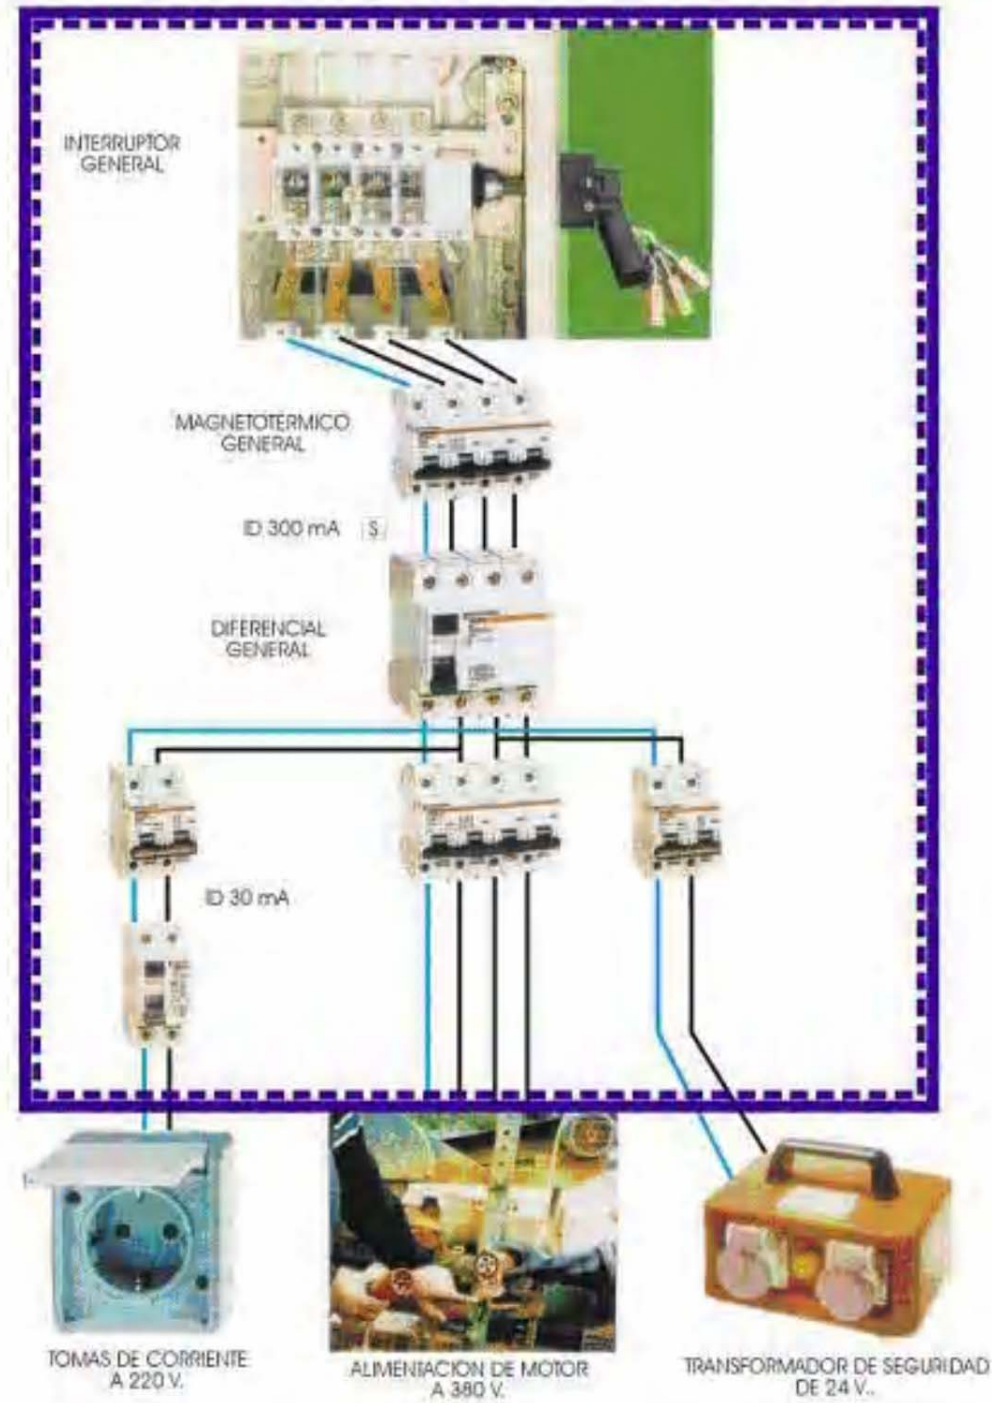 INTERRUPTOR
GENERAL
MAGNETOTERMICO
GENERAL
ID 300 mA S
DIFERENCIAL
GENERAL
ID 30 mA
TOMAS DE CORRIENTE
A 220 V.
ALIMENTACION DE MOTOR
A 380 V.
TRANSFORMADOR DE SEGURIDAD
DE 24 V..